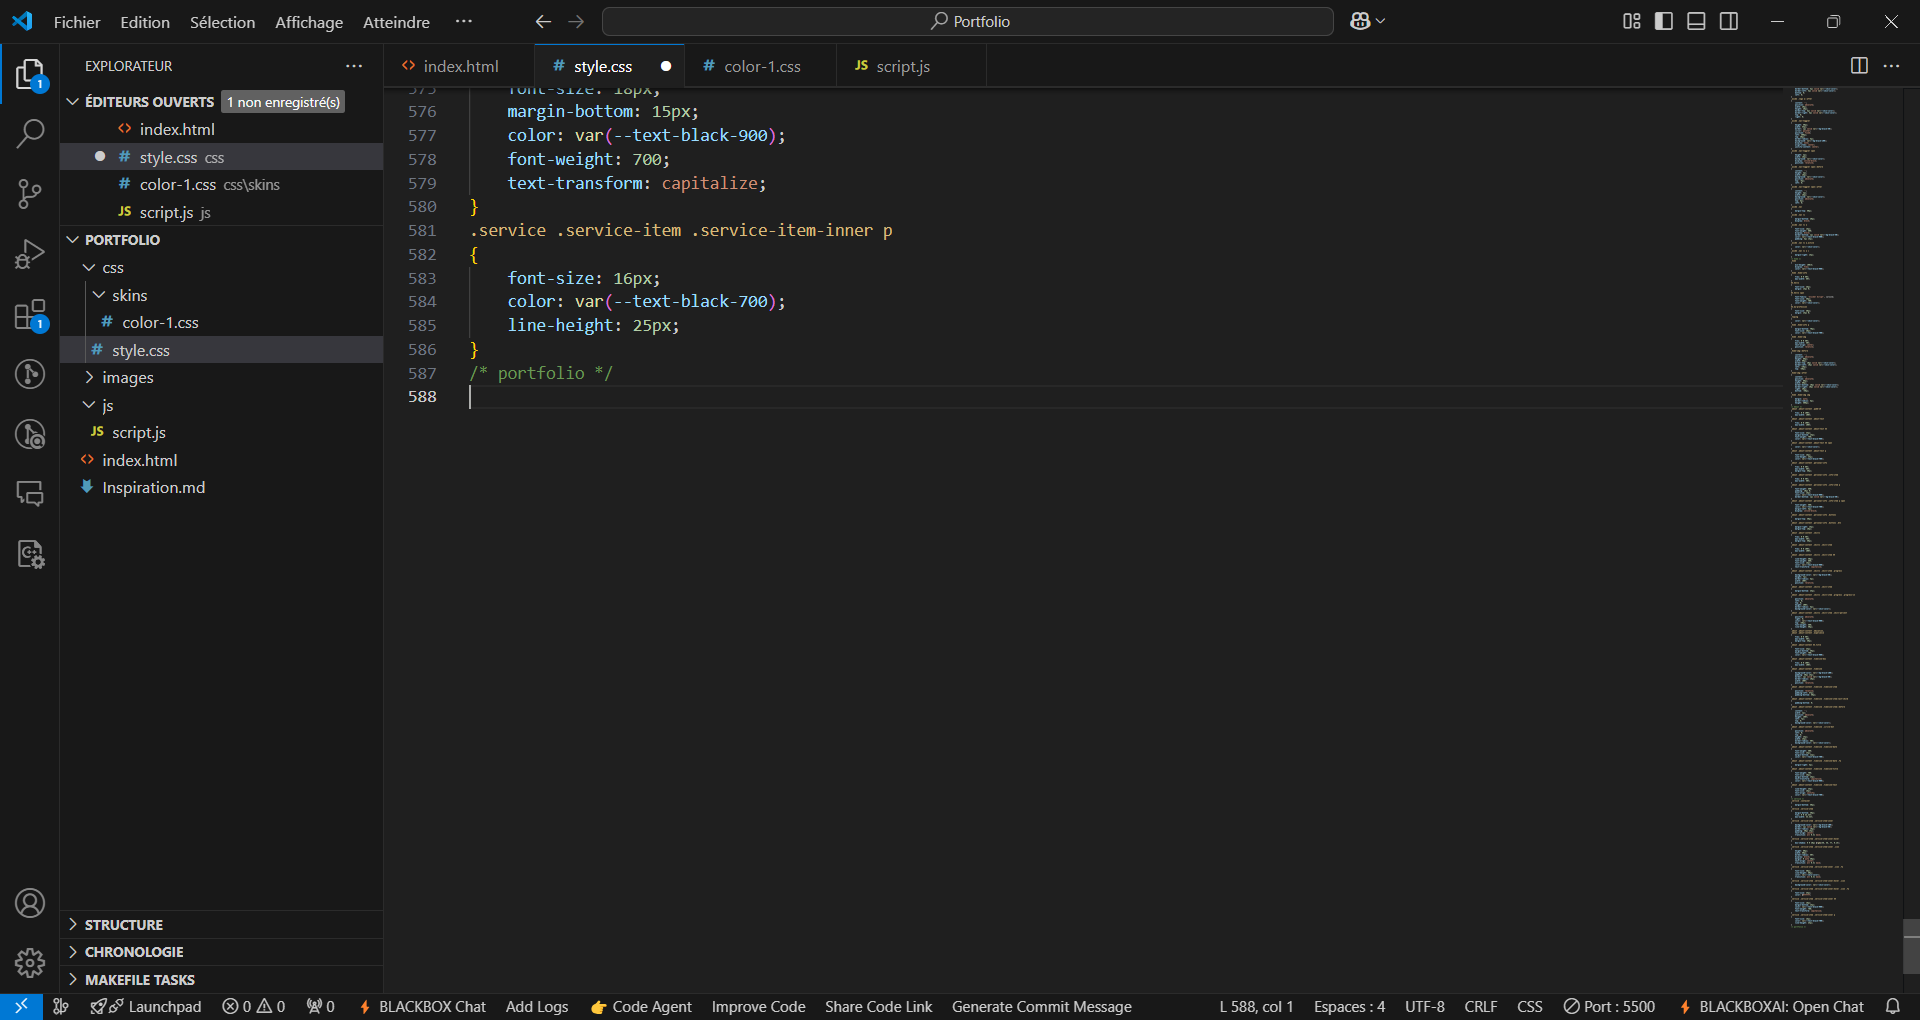 Fichier Edition Sélection Affichage Atteindre ··· Portfolio
EXPLORATEUR ···
index.html
style.css
color-1.css
JS script.js
ÉDITEURS OUVERTS 1 non enregistré(s)
index.html
# style.css css
# color-1.css css\skins
JS script.js js
PORTFOLIO
css
skins
# color-1.css
# style.css
images
js
JS script.js
index.html
Inspiration.md
STRUCTURE
CHRONOLOGIE
MAKEFILE TASKS
575 font-size: 18px;
576 margin-bottom: 15px;
577 color: var(--text-black-900);
578 font-weight: 700;
579 text-transform: capitalize;
580 }
581 .service .service-item .service-item-inner p
582 {
583 font-size: 16px;
584 color: var(--text-black-700);
585 line-height: 25px;
586 }
587 /* portfolio */
588
1
1
Launchpad 0 0 0 BLACKBOX Chat Add Logs 👉 Code Agent Improve Code Share Code Link Generate Commit Message L 588, col 1 Espaces : 4 UTF-8 CRLF CSS Port : 5500 BLACKBOXAI: Open Chat